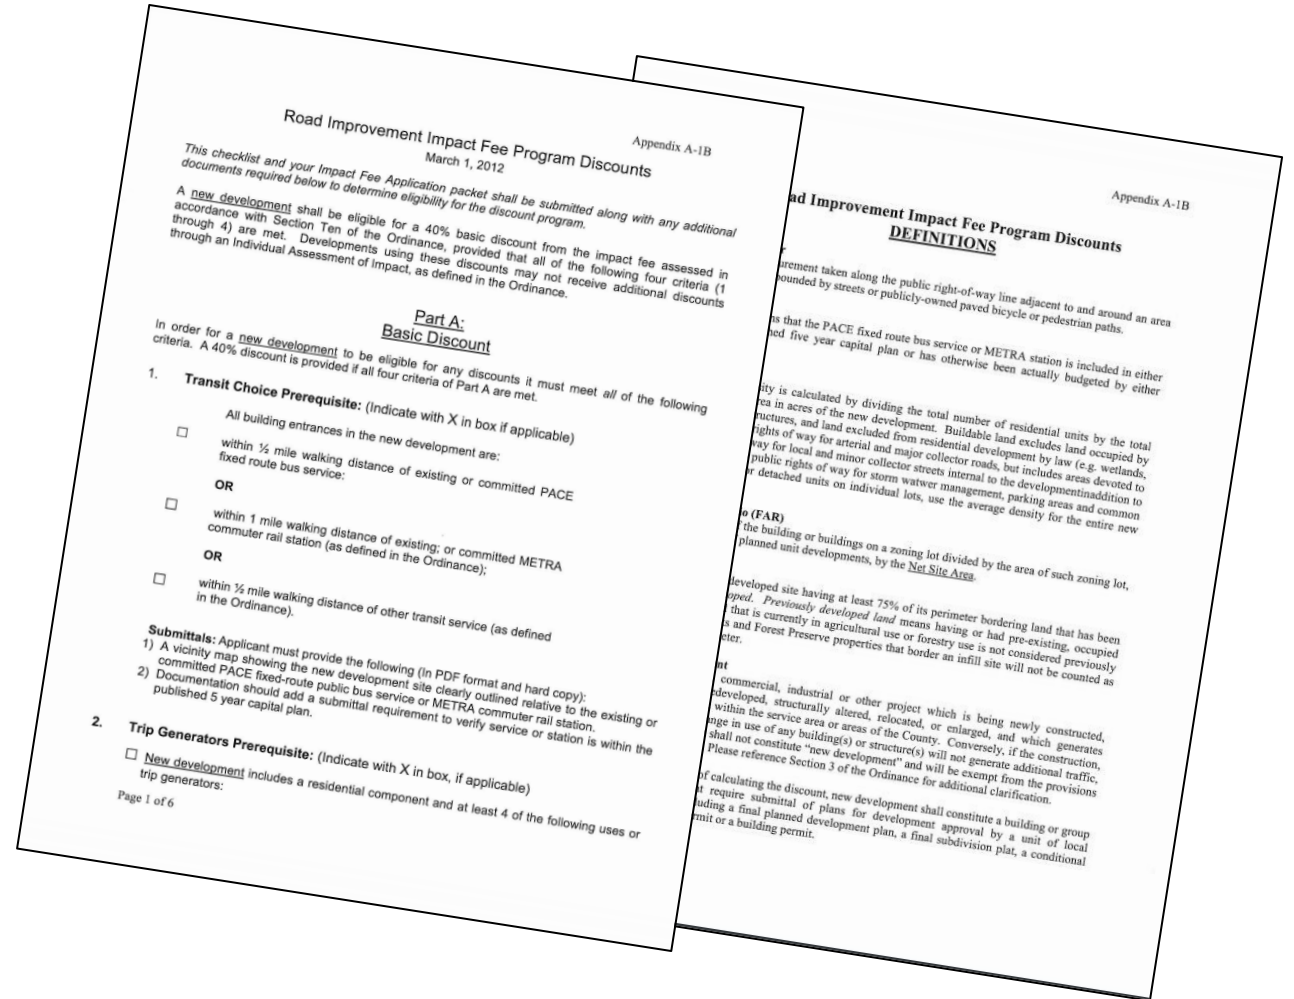 Appendix A-1B
Road Improvement Impact Fee Program Discounts
March 1, 2012
This checklist and your Impact Fee Application packet shall be submitted along with any additional
documents required below to determine eligibility for the discount program.
A new development shall be eligible for a 40% basic discount from the impact fee assessed in
accordance with Section Ten of the Ordinance, provided that all of the following four criteria (1
through 4) are met. Developments using these discounts may not receive additional discounts
through an Individual Assessment of Impact, as defined in the Ordinance.
Part A:
Basic Discount
In order for a new development to be eligible for any discounts it must meet all of the following
criteria. A 40% discount is provided if all four criteria of Part A are met.
1. Transit Choice Prerequisite: (Indicate with X in box if applicable)
All building entrances in the new development are:
☐ within ½ mile walking distance of existing or committed PACE
fixed route bus service:
OR
☐ within 1 mile walking distance of existing; or committed METRA
commuter rail station (as defined in the Ordinance);
OR
☐ within ½ mile walking distance of other transit service (as defined
in the Ordinance).
Submittals: Applicant must provide the following (In PDF format and hard copy):
1) A vicinity map showing the new development site clearly outlined relative to the existing or
committed PACE fixed-route public bus service or METRA commuter rail station.
2) Documentation should add a submittal requirement to verify service or station is within the
published 5 year capital plan.
2. Trip Generators Prerequisite: (Indicate with X in box, if applicable)
☐ New development includes a residential component and at least 4 of the following uses or
trip generators:
Page 1 of 6
Appendix A-1B
ad Improvement Impact Fee Program Discounts
DEFINITIONS
urement taken along the public right-of-way line adjacent to and around an area
ounded by streets or publicly-owned paved bicycle or pedestrian paths.
ns that the PACE fixed route bus service or METRA station is included in either
ed five year capital plan or has otherwise been actually budgeted by either
ity is calculated by dividing the total number of residential units by the total
rea in acres of the new development. Buildable land excludes land occupied by
ructures, and land excluded from residential development by law (e.g. wetlands,
rights of way for arterial and major collector roads, but includes areas devoted to
way for local and minor collector streets internal to the developmentinaddition to
public rights of way for storm watwer management, parking areas and common
r detached units on individual lots, use the average density for the entire new
o (FAR)
the building or buildings on a zoning lot divided by the area of such zoning lot,
planned unit developments, by the Net Site Area.
developed site having at least 75% of its perimeter bordering land that has been
oped. Previously developed land means having or had pre-existing, occupied
that is currently in agricultural use or forestry use is not considered previously
s and Forest Preserve properties that border an infill site will not be counted as
eter.
nt
commercial, industrial or other project which is being newly constructed,
edeveloped, structurally altered, relocated, or enlarged, and which generates
within the service area or areas of the County. Conversely, if the construction,
nge in use of any building(s) or structure(s) will not generate additional traffic,
shall not constitute "new development" and will be exempt from the provisions
Please reference Section 3 of the Ordinance for additional clarification.
of calculating the discount, new development shall constitute a building or group
t require submittal of plans for development approval by a unit of local
uding a final planned development plan, a final subdivision plat, a conditional
rmit or a building permit.